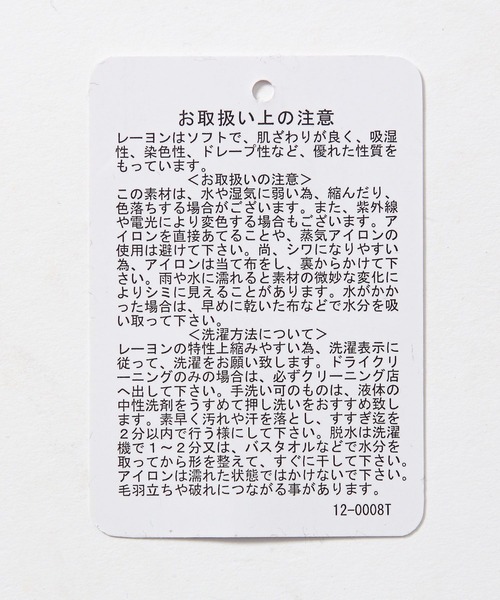 お取扱い上の注意
レーヨンはソフトで、肌ざわりが良く、吸湿
性、染色性、ドレープ性など、優れた性質を
もっています。
＜お取扱いの注意＞
この素材は、水や湿気に弱い為、縮んだり、
色落ちする場合がございます。また、紫外線
や電光により変色する場合もございます。ア
イロンを直接あてることや、蒸気アイロンの
使用は避けて下さい。尚、シワになりやすい
為、アイロンは当て布をし、裏からかけて下
さい。雨や水に濡れると素材の微妙な変化に
よりシミに見えることがあります。水がかか
った場合は、早めに乾いた布などで水分を吸
い取って下さい。
＜洗濯方法について＞
レーヨンの特性上縮みやすい為、洗濯表示に
従って、洗濯をお願い致します。ドライクリ
ーニングのみの場合は、必ずクリーニング店
へ出して下さい。手洗い可のものは、液体の
中性洗剤をうすめて押し洗いをおすすめ致し
ます。素早く汚れや汗を落とし、すすぎ迄を
２分以内で行う様にして下さい。脱水は洗濯
機で１～２分又は、バスタオルなどで水分を
取ってから形を整えて、すぐに干して下さい。
アイロンは濡れた状態ではかけないで下さい。
毛羽立ちや破れにつながる事があります。
12-0008T